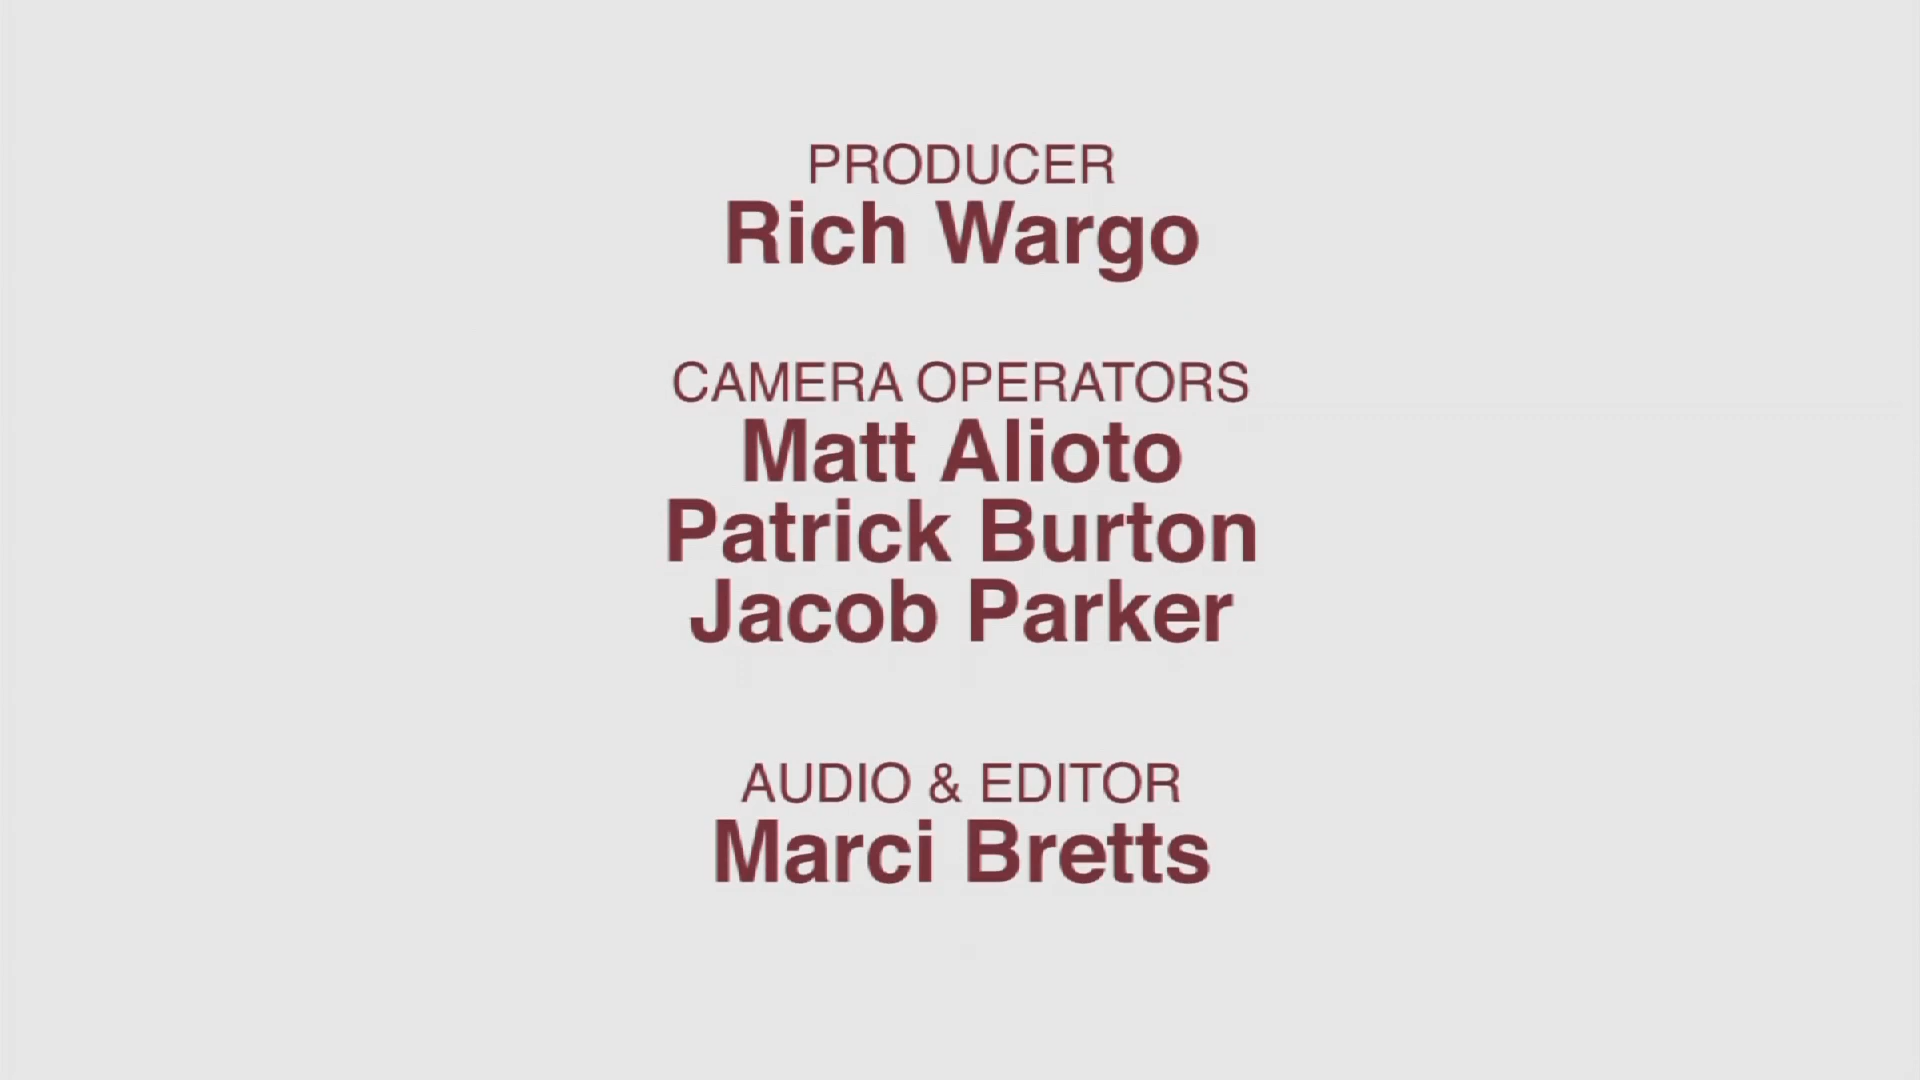 PRODUCER
Rich Wargo
CAMERA OPERATORS
Matt Alioto
Patrick Burton
Jacob Parker
AUDIO & EDITOR
Marci Bretts